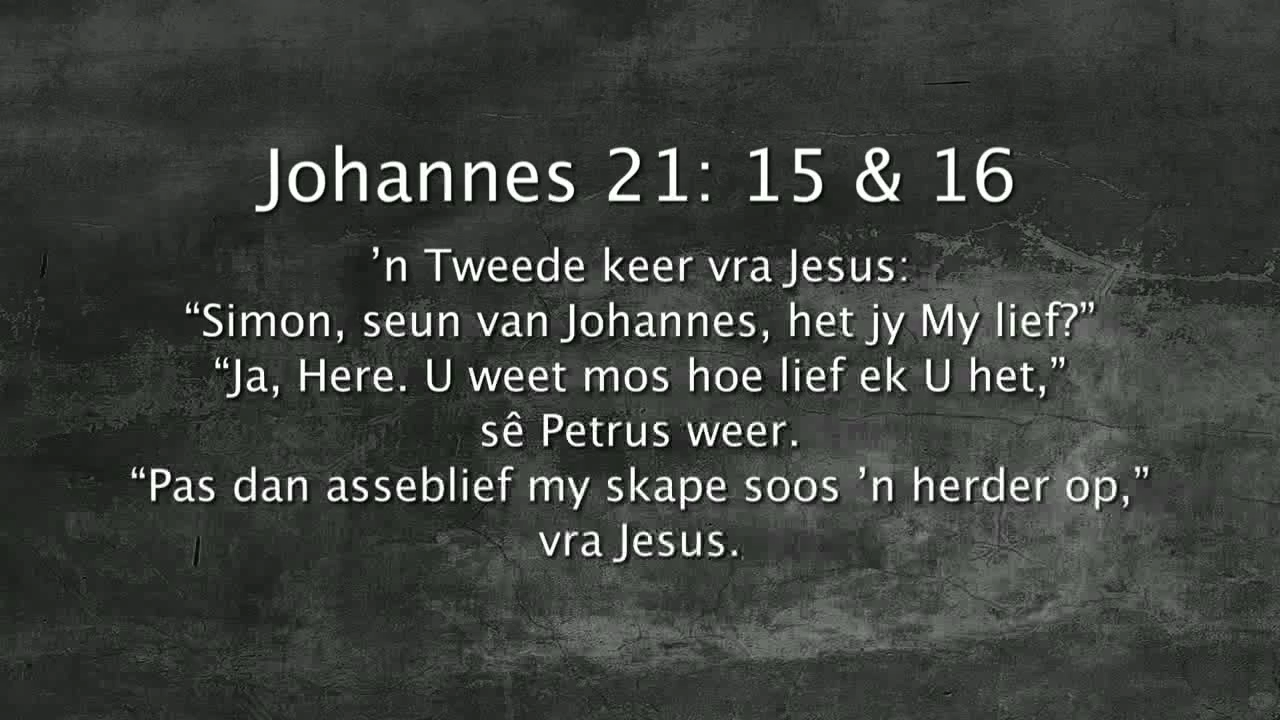 Johannes 21: 15 & 16
’n Tweede keer vra Jesus:
“Simon, seun van Johannes, het jy My lief?”
“Ja, Here. U weet mos hoe lief ek U het,”
sê Petrus weer.
“Pas dan asseblief my skape soos ’n herder op,”
vra Jesus.